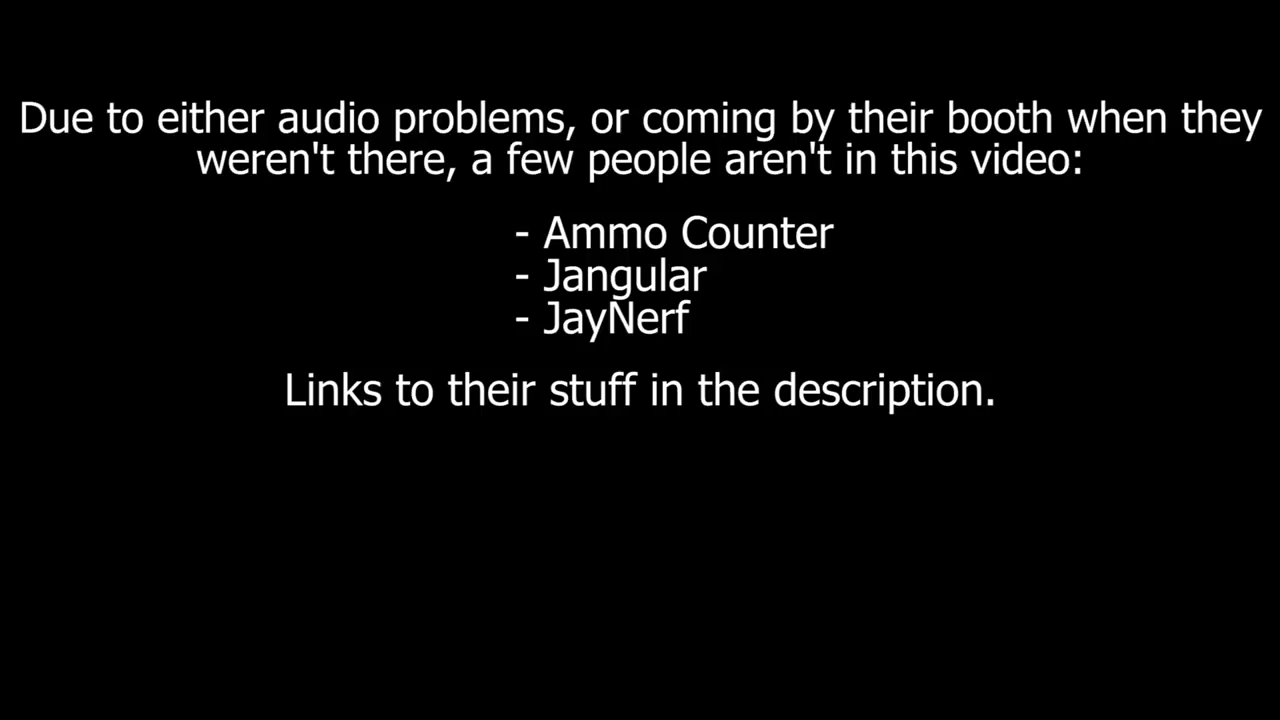 Due to either audio problems, or coming by their booth when they
weren't there, a few people aren't in this video:
- Ammo Counter
- Jangular
- JayNerf
Links to their stuff in the description.